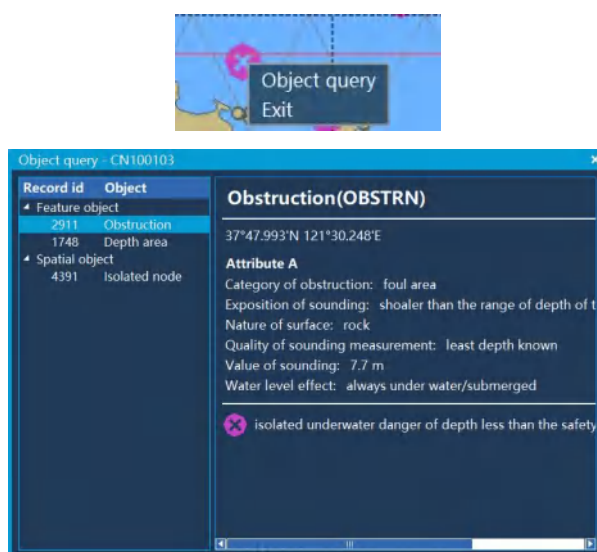 Object query
Exit
Object query - CN100103
Record id Object
Feature object
2911 Obstruction
1748 Depth area
Spatial object
4391 Isolated node
Obstruction(OBSTRN)
37°47.993'N 121°30.248'E
Attribute A
Category of obstruction: foul area
Exposition of sounding: shoaler than the range of depth of t
Nature of surface: rock
Quality of sounding measurement: least depth known
Value of sounding: 7.7 m
Water level effect: always under water/submerged
isolated underwater danger of depth less than the safety